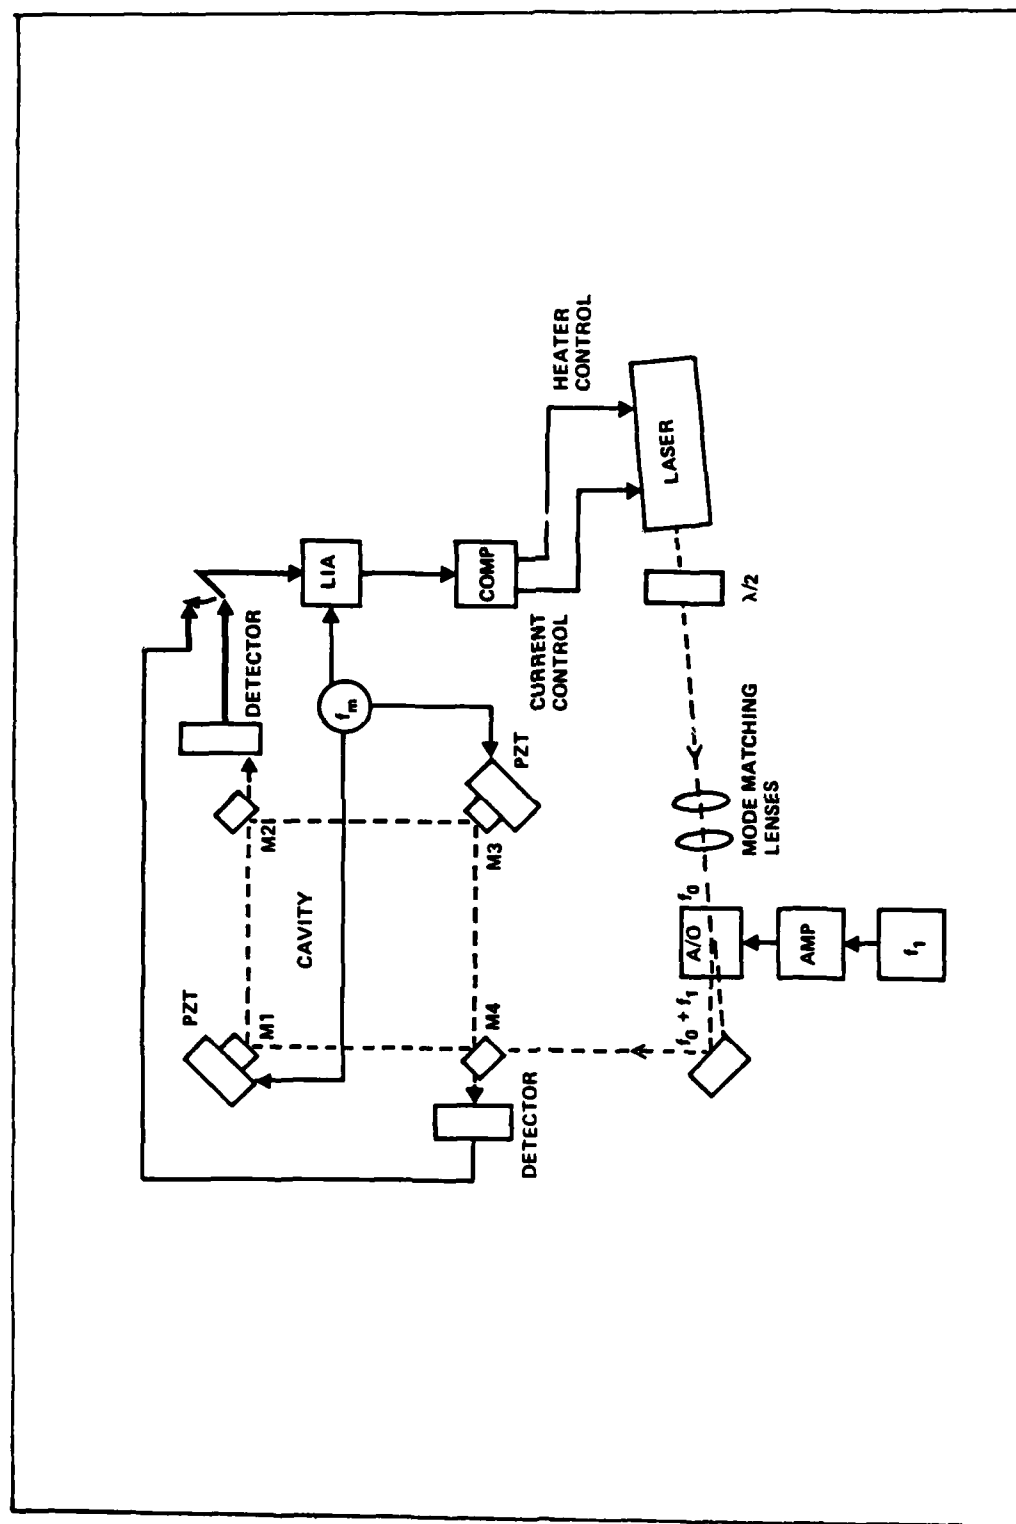 PZT
M1
CAVITY
M2
DETECTOR
f_m
LIA
M4
M3
PZT
DETECTOR
CURRENT
CONTROL
COMP
HEATER
CONTROL
f₀ + f₁
A/O
f₀
MODE MATCHING
LENSES
λ/2
LASER
AMP
f₁